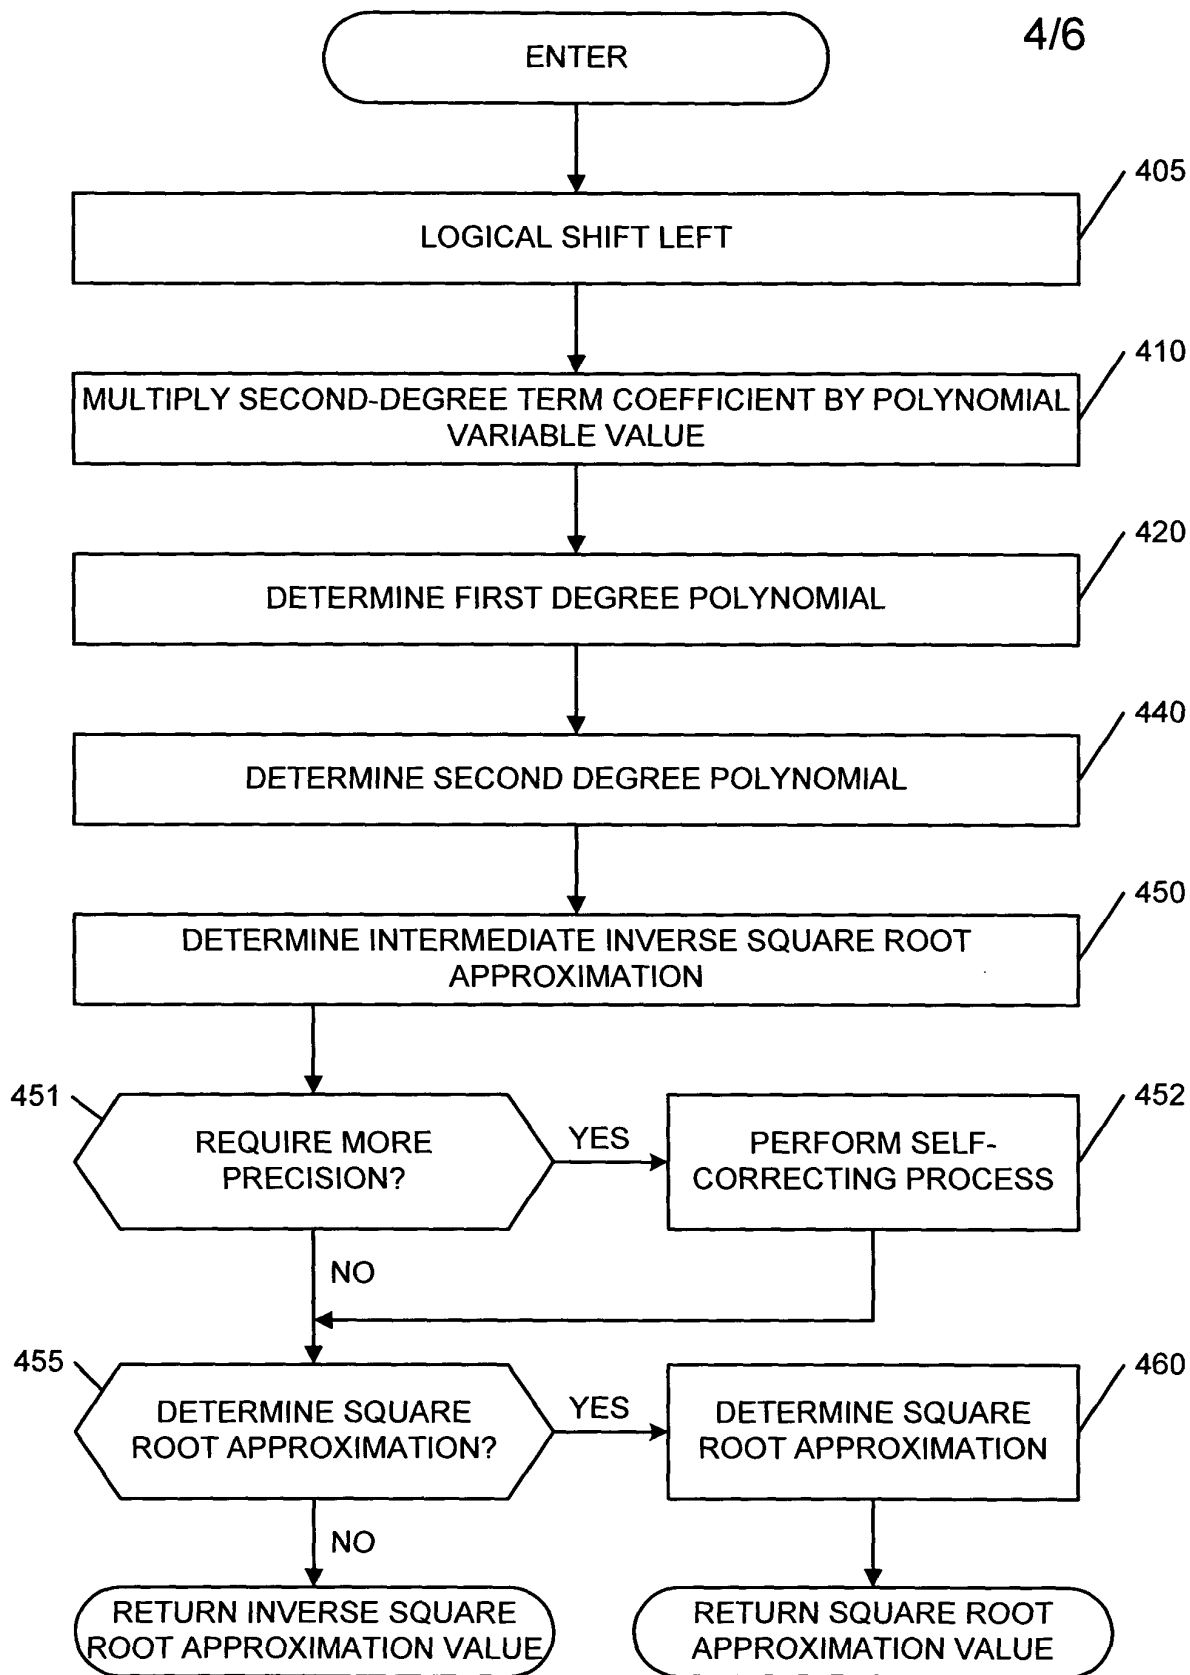 4/6
ENTER
405
LOGICAL SHIFT LEFT
410
MULTIPLY SECOND-DEGREE TERM COEFFICIENT BY POLYNOMIAL
VARIABLE VALUE
420
DETERMINE FIRST DEGREE POLYNOMIAL
440
DETERMINE SECOND DEGREE POLYNOMIAL
450
DETERMINE INTERMEDIATE INVERSE SQUARE ROOT
APPROXIMATION
451
REQUIRE MORE
PRECISION?
YES
452
PERFORM SELF-
CORRECTING PROCESS
NO
455
DETERMINE SQUARE
ROOT APPROXIMATION?
YES
460
DETERMINE SQUARE
ROOT APPROXIMATION
NO
RETURN INVERSE SQUARE
ROOT APPROXIMATION VALUE
RETURN SQUARE ROOT
APPROXIMATION VALUE